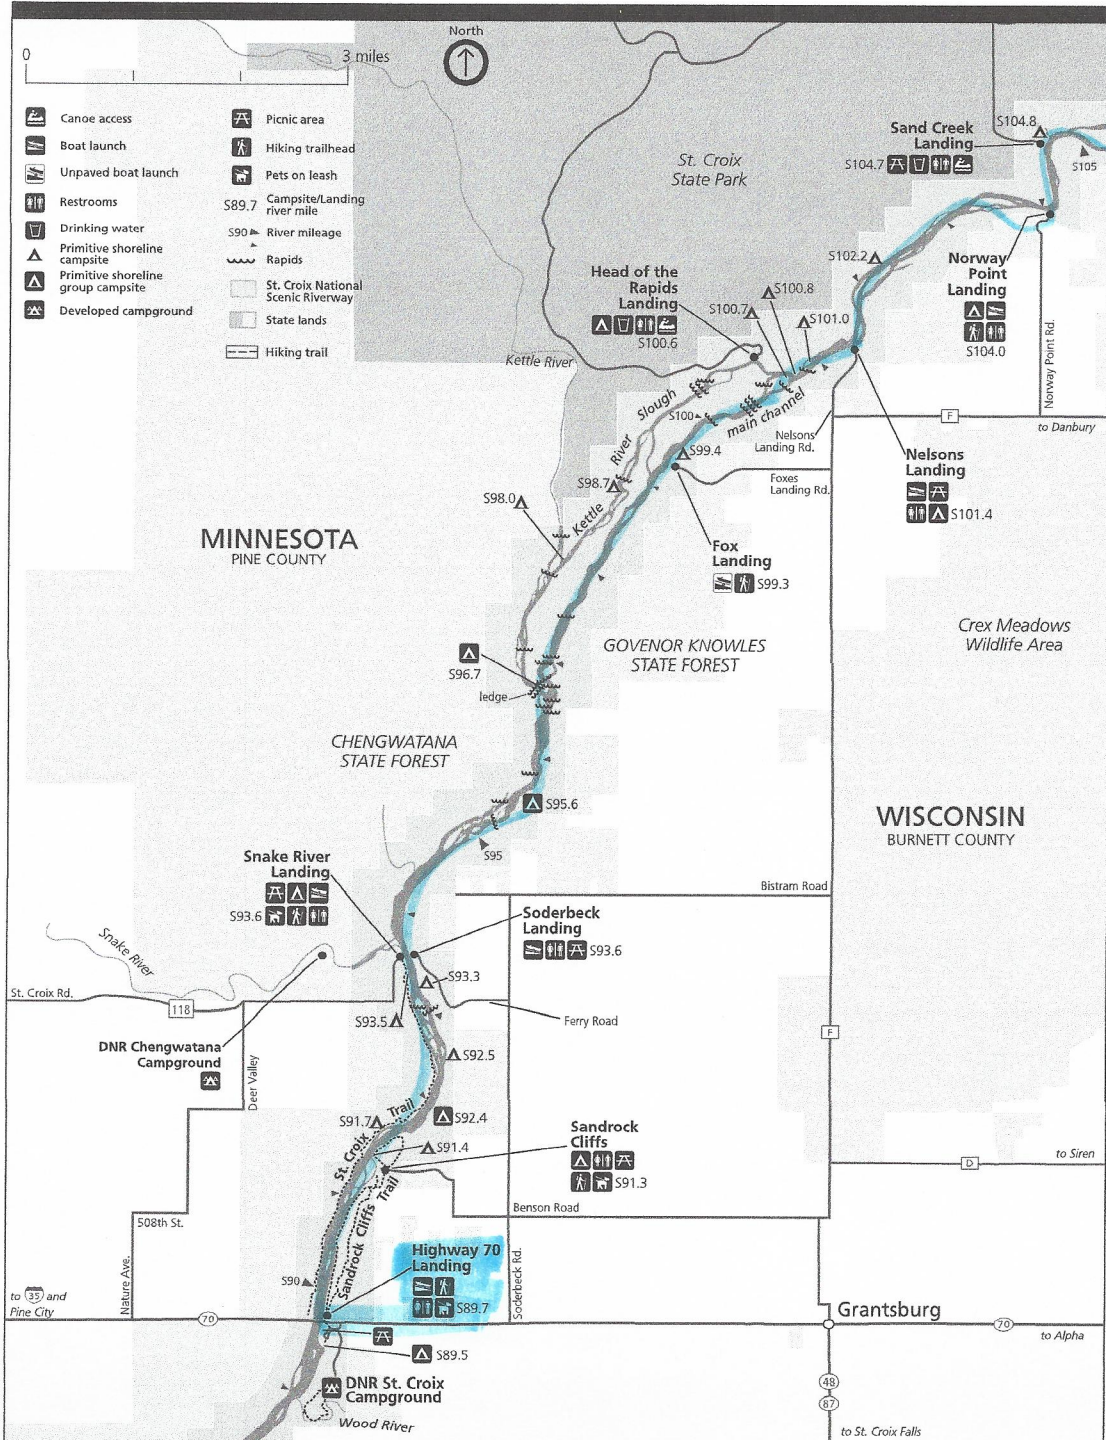 North
0
3 miles
Canoe access
Boat launch
Unpaved boat launch
Restrooms
Drinking water
Primitive shoreline
campsite
Primitive shoreline
group campsite
Developed campground
Picnic area
Hiking trailhead
Pets on leash
S89.7 Campsite/Landing
river mile
S90 River mileage
Rapids
St. Croix National
Scenic Riverway
State lands
Hiking trail
St. Croix
State Park
S104.8
Sand Creek
Landing
S104.7
S105
S102.2
Norway
Point
Landing
S104.0
Norway Point Rd.
Head of the
Rapids
Landing
S100.6
S100.8
S100.7
S101.0
Kettle River
Kettle River Slough
S100
main channel
Nelsons
Landing Rd.
F
to Danbury
S99.4
Foxes
Landing Rd.
Nelsons
Landing
S101.4
S98.7
S98.0
MINNESOTA
PINE COUNTY
Fox
Landing
S99.3
Crex Meadows
Wildlife Area
GOVENOR KNOWLES
STATE FOREST
S96.7
ledge
CHENGWATANA
STATE FOREST
S95.6
WISCONSIN
BURNETT COUNTY
S95
Snake River
Landing
S93.6
Bistram Road
Soderbeck
Landing
S93.6
Snake River
S93.3
St. Croix Rd.
118
S93.5
Ferry Road
F
DNR Chengwatana
Campground
S92.5
Deer Valley
S92.4
S91.7
St. Croix Trail
S91.4
Sandrock
Cliffs
S91.3
to Siren
D
Benson Road
508th St.
Sandrock Cliffs Trail
Nature Ave.
Highway 70
Landing
S89.7
Soderbeck Rd.
S90
to 35 and
Pine City
70
Grantsburg
70
to Alpha
S89.5
DNR St. Croix
Campground
Wood River
48
87
to St. Croix Falls